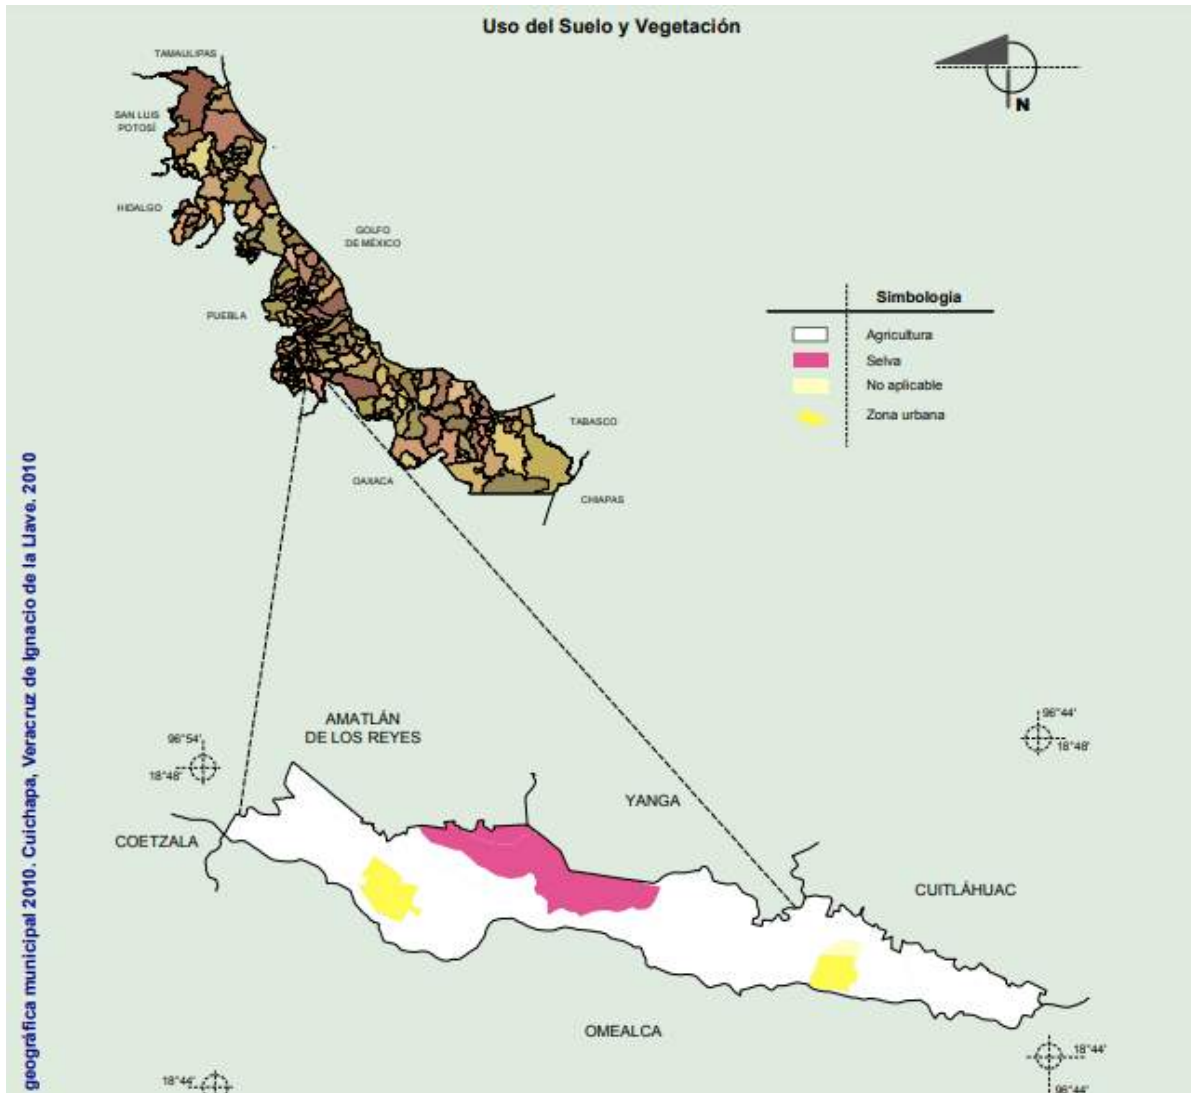 Uso del Suelo y Vegetación
N
TAMAULIPAS
SAN LUIS
POTOSÍ
HIDALGO
GOLFO
DE MÉXICO
PUEBLA
TABASCO
OAXACA
CHIAPAS
Simbología
Agricultura
Selva
No aplicable
Zona urbana
geográfica municipal 2010. Cuichapa, Veracruz de Ignacio de la Llave. 2010
AMATLÁN
DE LOS REYES
96°54'
18°48'
96°44'
18°48'
YANGA
COETZALA
CUITLÁHUAC
OMEALCA
18°44'
18°44'
96°44'